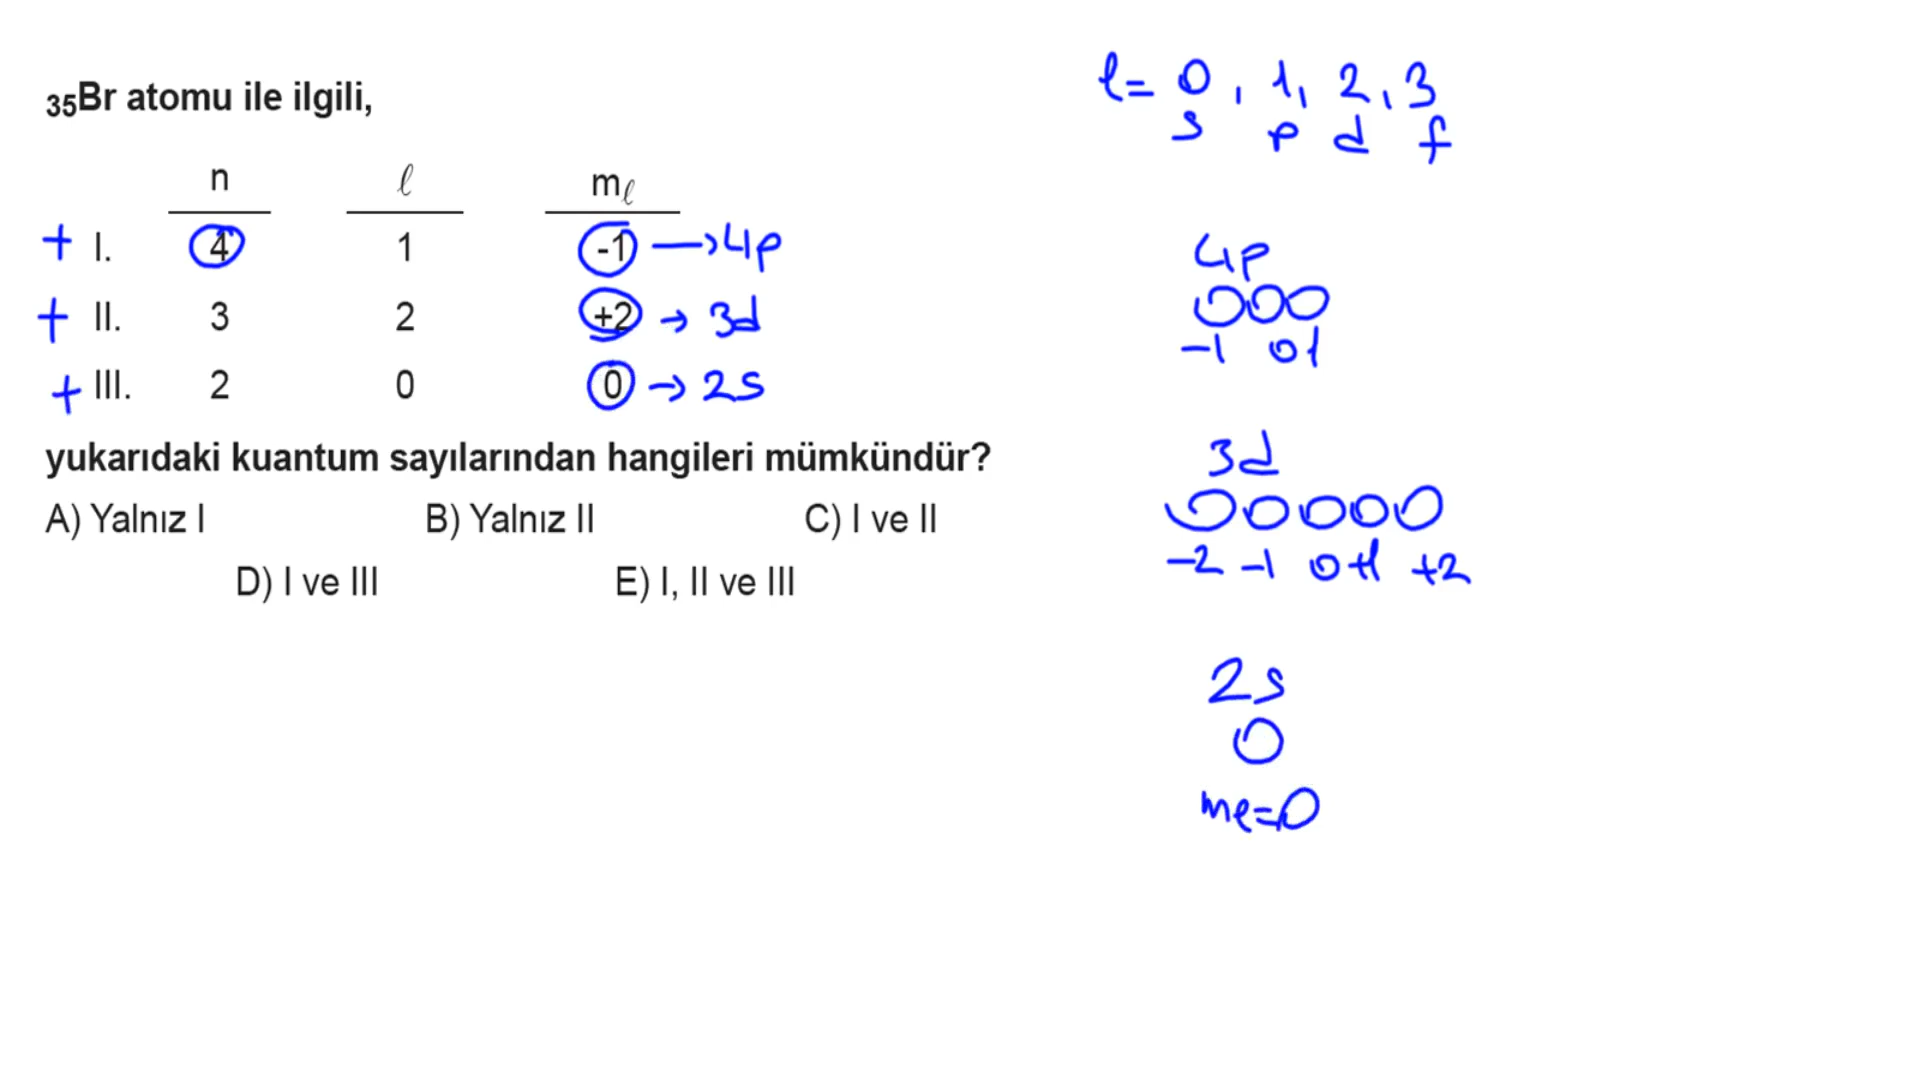 ₃₅Br atomu ile ilgili,
n ℓ mℓ
+ I. 4 1 -1 → 4p
+ II. 3 2 +2 → 3d
+ III. 2 0 0 → 2s
yukarıdaki kuantum sayılarından hangileri mümkündür?
A) Yalnız I B) Yalnız II C) I ve II
D) I ve III E) I, II ve III
ℓ= 0, 1, 2, 3
s p d f
4p
-1 0 1
3d
-2 -1 0 +1 +2
2s
mℓ=0